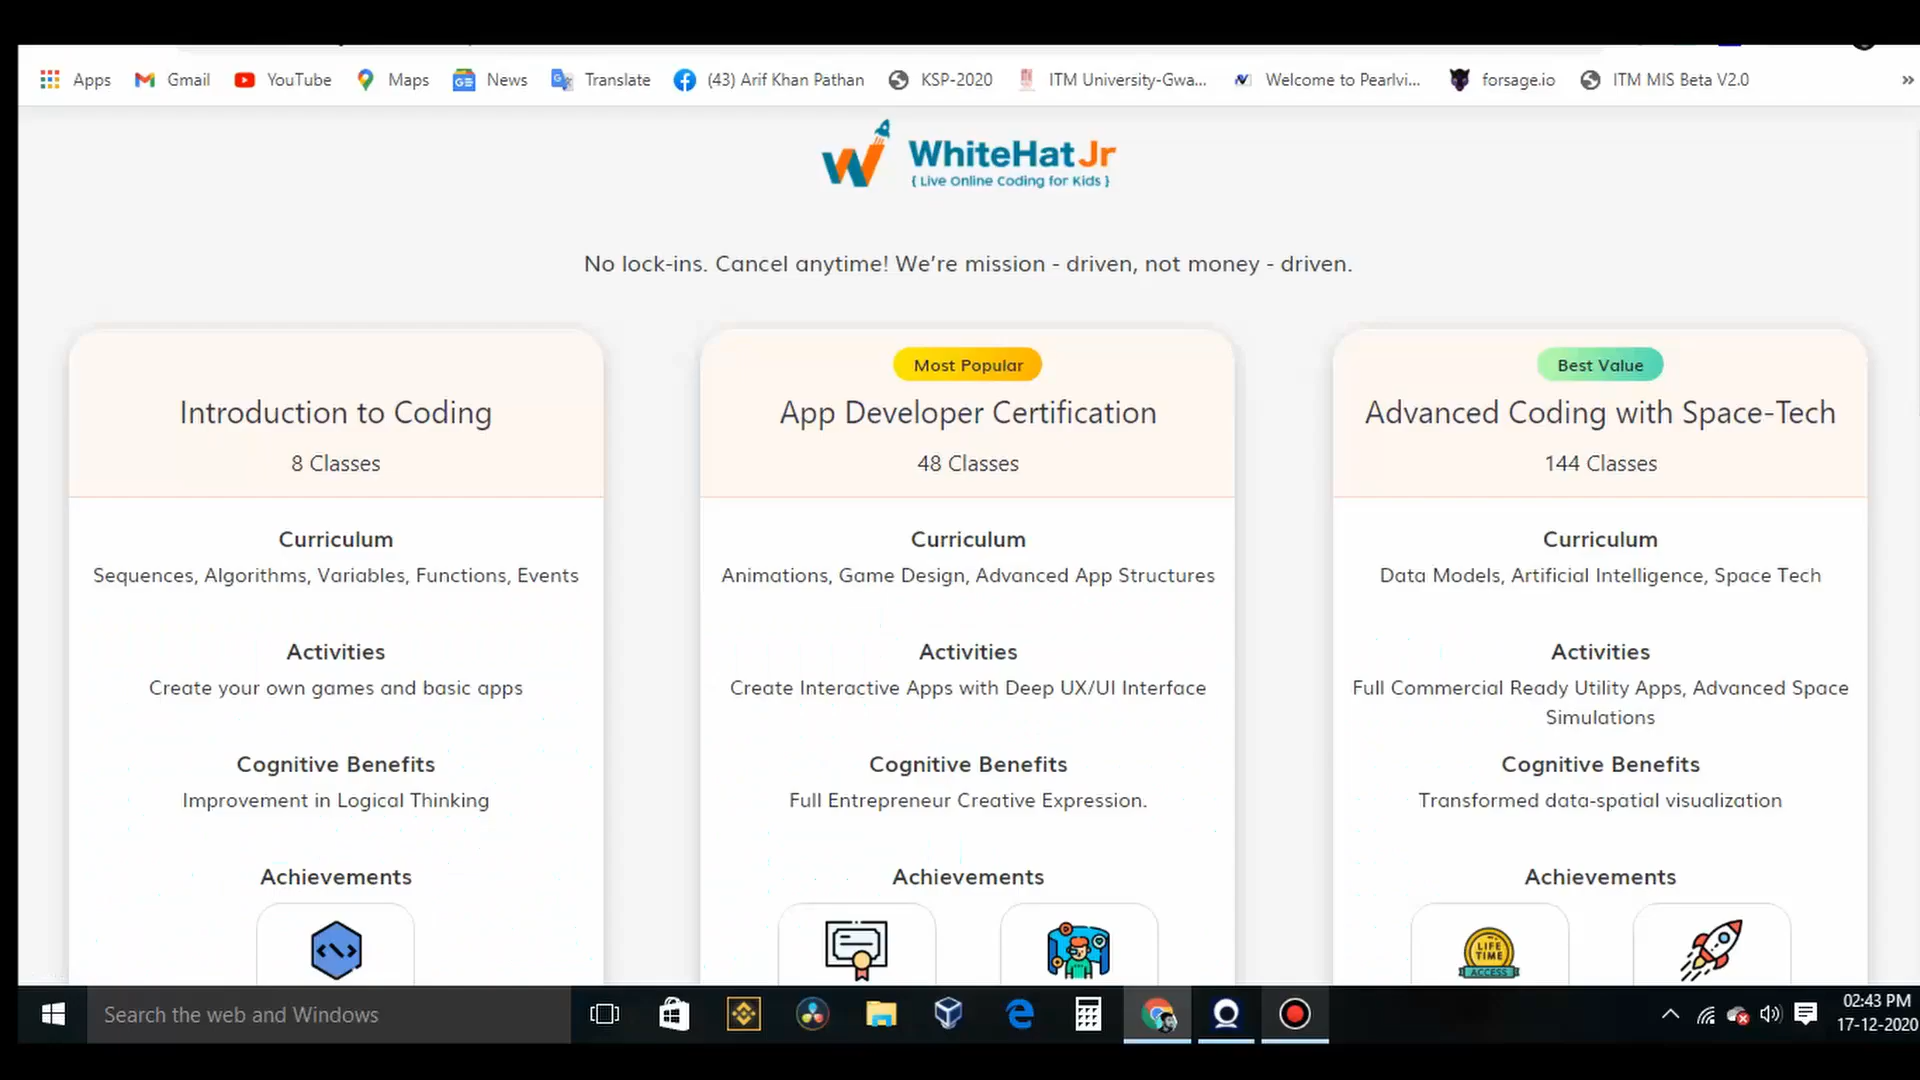 Apps Gmail YouTube Maps News Translate (43) Arif Khan Pathan KSP-2020 ITM University-Gwa... Welcome to Pearlvi... forsage.io ITM MIS Beta V2.0 »
WhiteHat Jr
{ Live Online Coding for Kids }
No lock-ins. Cancel anytime! We're mission - driven, not money - driven.
Introduction to Coding
8 Classes
Curriculum
Sequences, Algorithms, Variables, Functions, Events
Activities
Create your own games and basic apps
Cognitive Benefits
Improvement in Logical Thinking
Achievements
Most Popular
App Developer Certification
48 Classes
Curriculum
Animations, Game Design, Advanced App Structures
Activities
Create Interactive Apps with Deep UX/UI Interface
Cognitive Benefits
Full Entrepreneur Creative Expression.
Achievements
Best Value
Advanced Coding with Space-Tech
144 Classes
Curriculum
Data Models, Artificial Intelligence, Space Tech
Activities
Full Commercial Ready Utility Apps, Advanced Space
Simulations
Cognitive Benefits
Transformed data-spatial visualization
Achievements
LIFE
TIME
ACCESS
Search the web and Windows
02:43 PM
17-12-2020